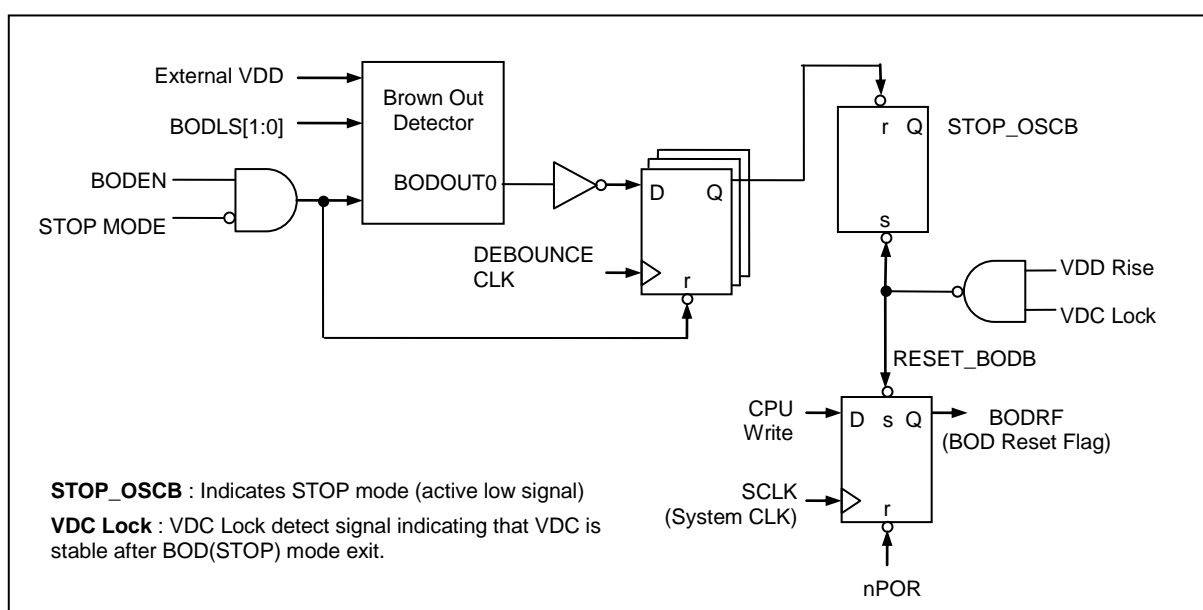 External VDD
BODLS[1:0]
BODEN
STOP MODE
Brown Out
Detector
BODOUT0
D
Q
r
DEBOUNCE
CLK
r
Q
s
STOP_OSCB
VDD Rise
VDC Lock
RESET_BODB
CPU
Write
D
s
Q
BODRF
(BOD Reset Flag)
SCLK
(System CLK)
r
nPOR
STOP_OSCB : Indicates STOP mode (active low signal)
VDC Lock : VDC Lock detect signal indicating that VDC is
stable after BOD(STOP) mode exit.